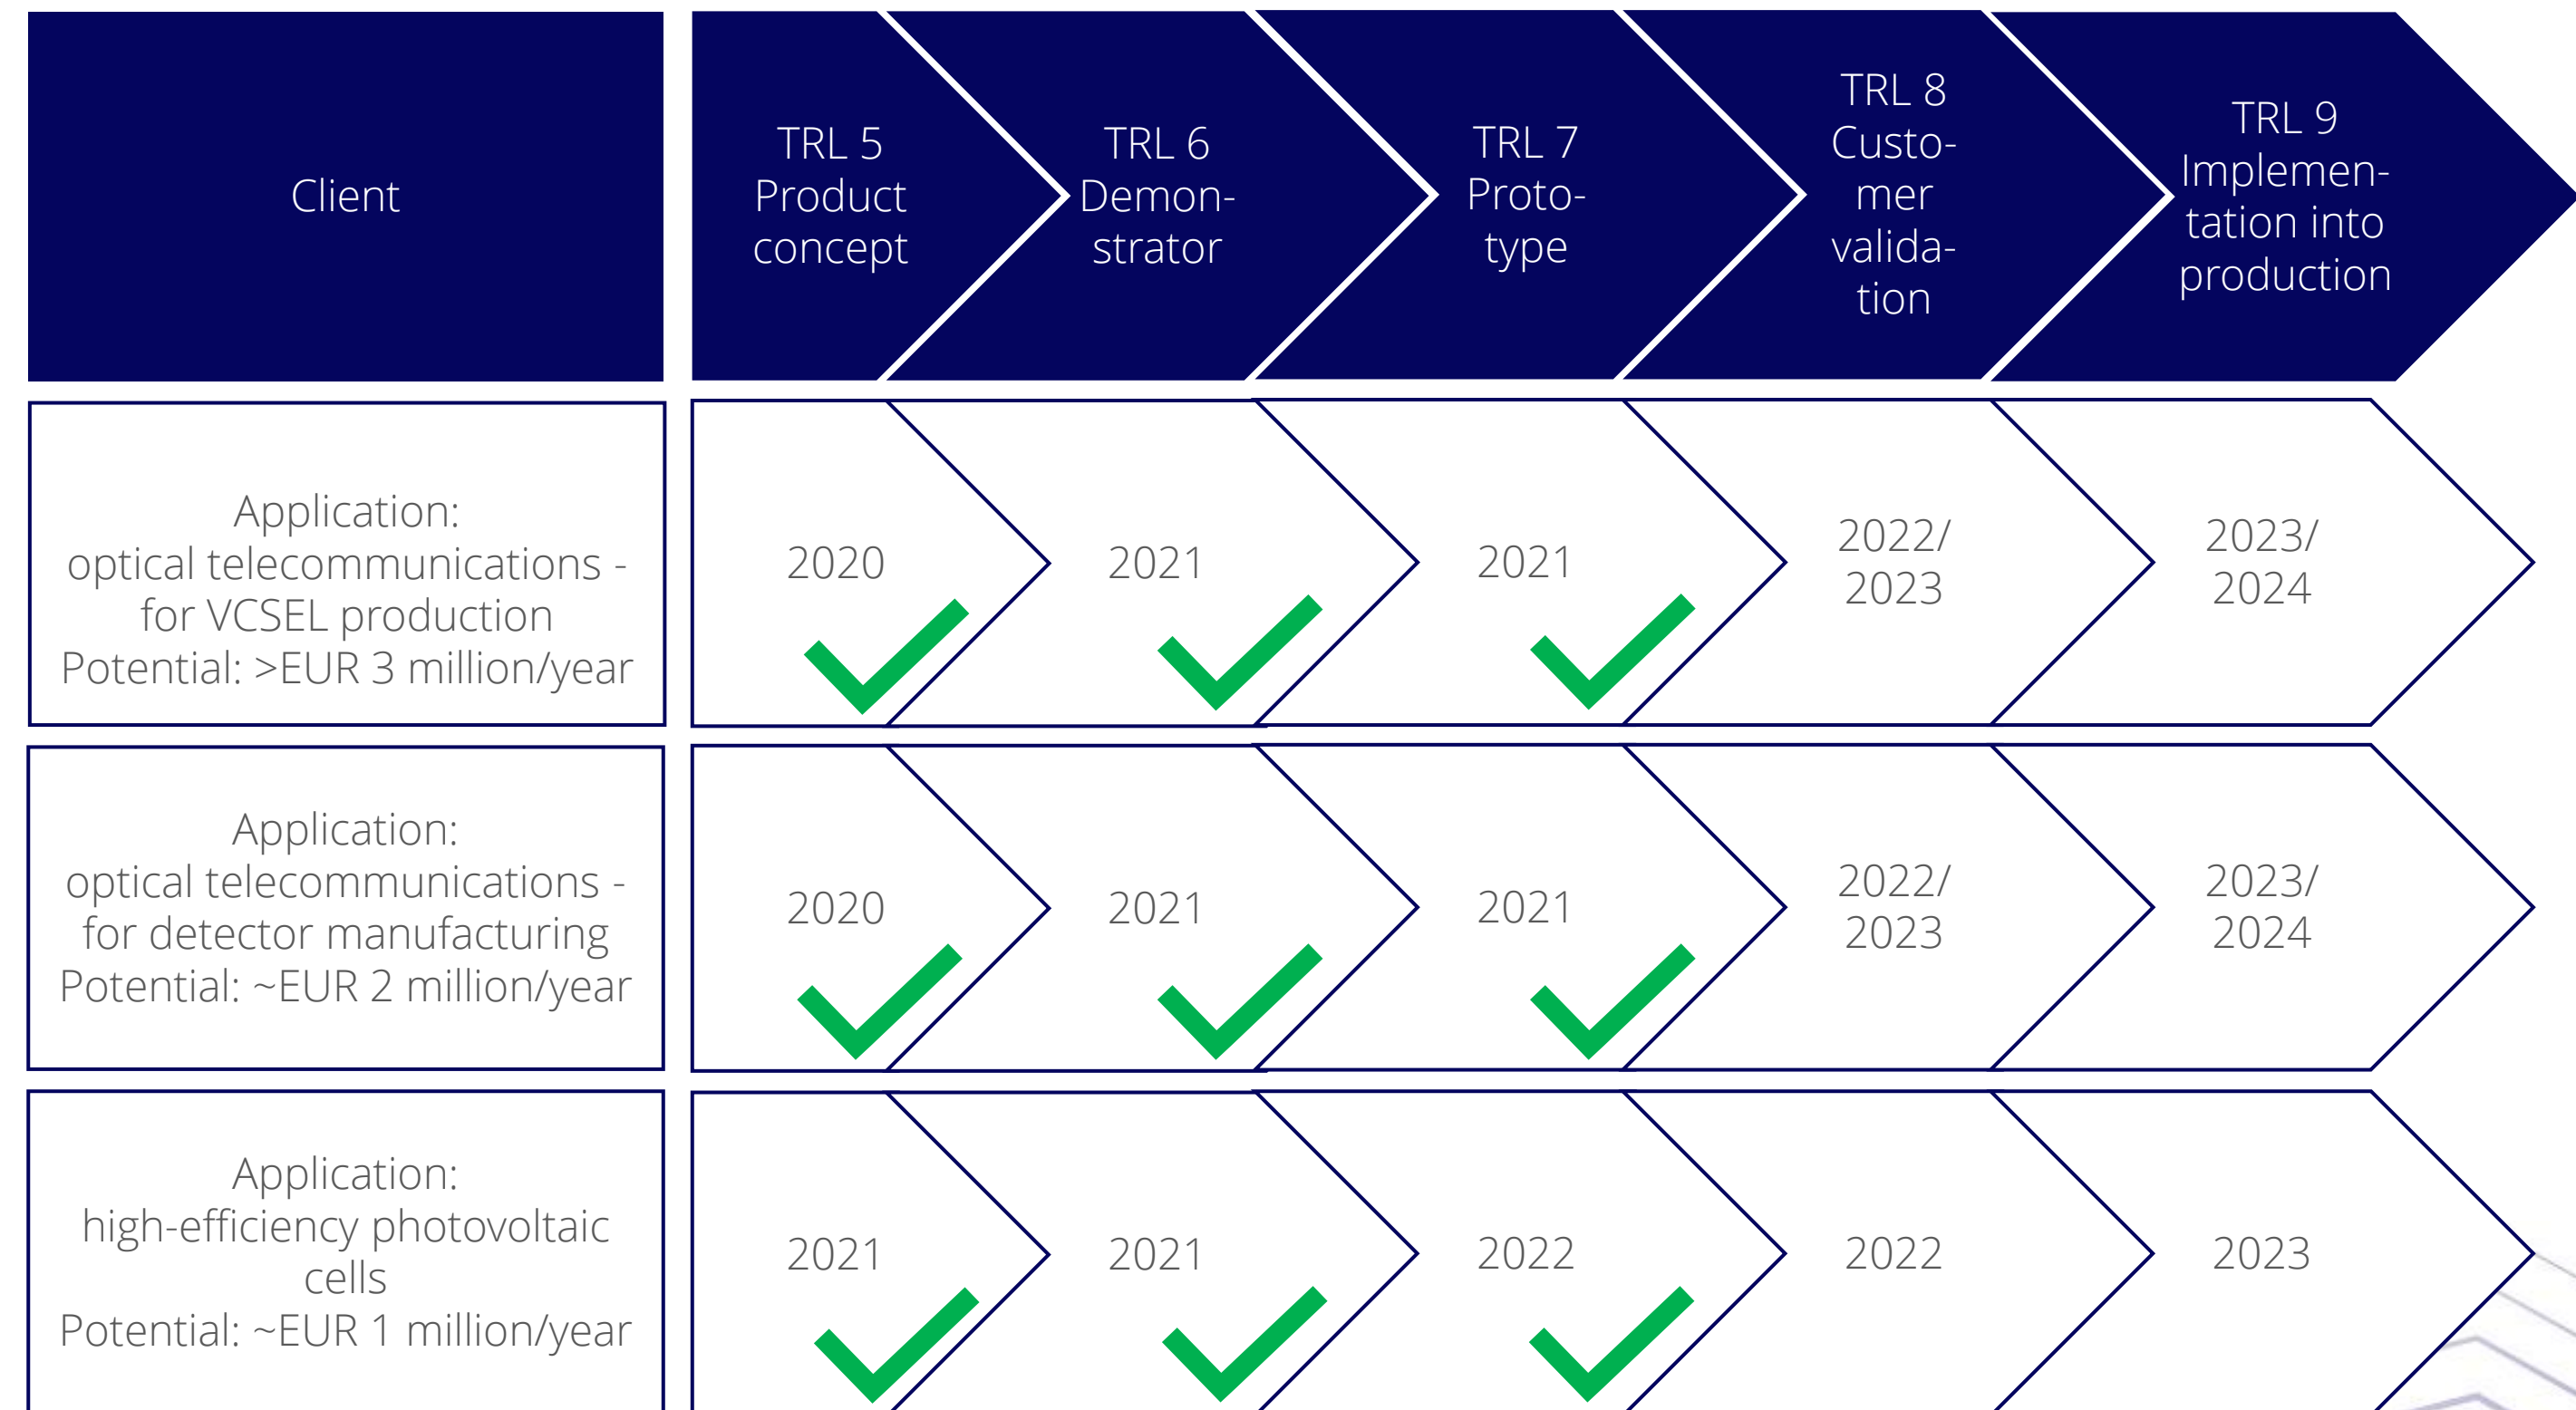 Client
TRL 5
Product
concept
TRL 6
Demon-
strator
TRL 7
Proto-
type
TRL 8
Custo-
mer
valida-
tion
TRL 9
Implemen-
tation into
production
Application:
optical telecommunications -
for VCSEL production
Potential: >EUR 3 million/year
2020
2021
2021
2022/
2023
2023/
2024
Application:
optical telecommunications -
for detector manufacturing
Potential: ~EUR 2 million/year
2020
2021
2021
2022/
2023
2023/
2024
Application:
high-efficiency photovoltaic
cells
Potential: ~EUR 1 million/year
2021
2021
2022
2022
2023